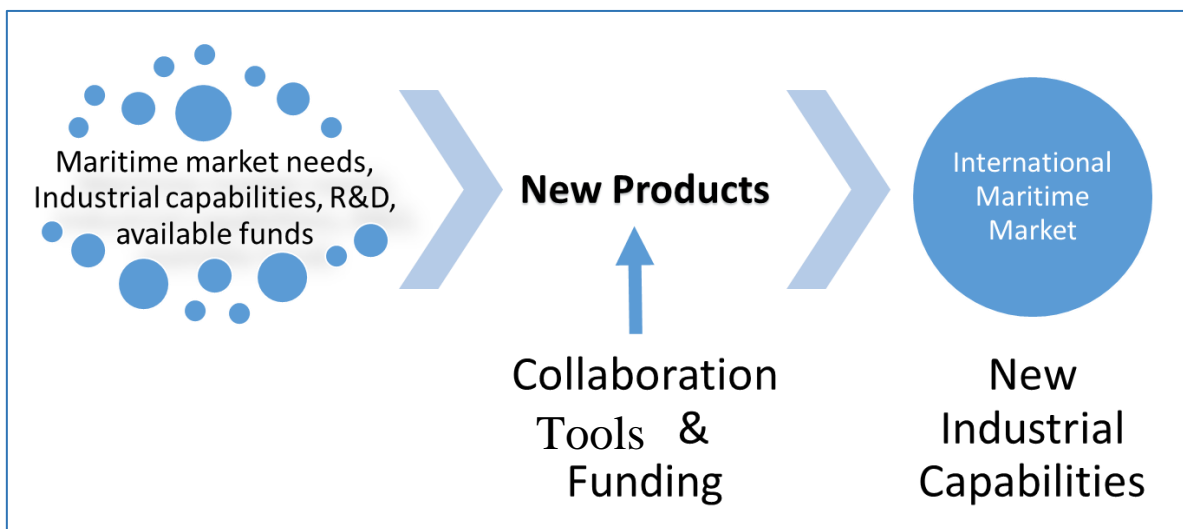 Maritime market needs,
Industrial capabilities, R&D,
available funds
New Products
Collaboration
Tools &
Funding
International
Maritime
Market
New
Industrial
Capabilities